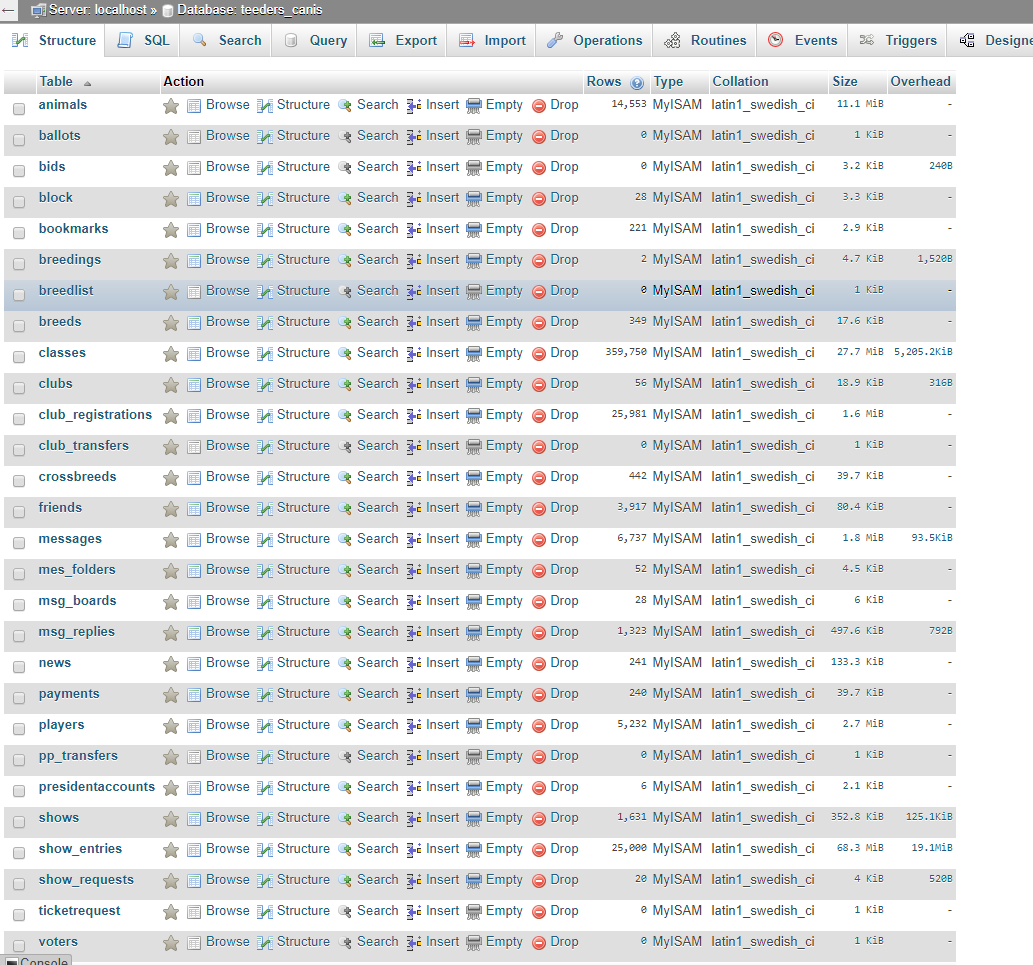 Server: localhost » Database: teeders_canis
Structure SQL Search Query Export Import Operations Routines Events Triggers Designe
Table Action Rows Type Collation Size Overhead
animals Browse Structure Search Insert Empty Drop 14,553 MyISAM latin1_swedish_ci 11.1 MiB -
ballots Browse Structure Search Insert Empty Drop 0 MyISAM latin1_swedish_ci 1 KiB -
bids Browse Structure Search Insert Empty Drop 0 MyISAM latin1_swedish_ci 3.2 KiB 240B
block Browse Structure Search Insert Empty Drop 28 MyISAM latin1_swedish_ci 3.3 KiB -
bookmarks Browse Structure Search Insert Empty Drop 221 MyISAM latin1_swedish_ci 2.9 KiB -
breedings Browse Structure Search Insert Empty Drop 2 MyISAM latin1_swedish_ci 4.7 KiB 1,520B
breedlist Browse Structure Search Insert Empty Drop 0 MyISAM latin1_swedish_ci 1 KiB -
breeds Browse Structure Search Insert Empty Drop 349 MyISAM latin1_swedish_ci 17.6 KiB -
classes Browse Structure Search Insert Empty Drop 359,750 MyISAM latin1_swedish_ci 27.7 MiB 5,205.2KiB
clubs Browse Structure Search Insert Empty Drop 56 MyISAM latin1_swedish_ci 18.9 KiB 316B
club_registrations Browse Structure Search Insert Empty Drop 25,981 MyISAM latin1_swedish_ci 1.6 MiB -
club_transfers Browse Structure Search Insert Empty Drop 0 MyISAM latin1_swedish_ci 1 KiB -
crossbreeds Browse Structure Search Insert Empty Drop 442 MyISAM latin1_swedish_ci 39.7 KiB -
friends Browse Structure Search Insert Empty Drop 3,917 MyISAM latin1_swedish_ci 80.4 KiB -
messages Browse Structure Search Insert Empty Drop 6,737 MyISAM latin1_swedish_ci 1.8 MiB 93.5KiB
mes_folders Browse Structure Search Insert Empty Drop 52 MyISAM latin1_swedish_ci 4.5 KiB -
msg_boards Browse Structure Search Insert Empty Drop 28 MyISAM latin1_swedish_ci 6 KiB -
msg_replies Browse Structure Search Insert Empty Drop 1,323 MyISAM latin1_swedish_ci 497.6 KiB 792B
news Browse Structure Search Insert Empty Drop 241 MyISAM latin1_swedish_ci 133.3 KiB -
payments Browse Structure Search Insert Empty Drop 240 MyISAM latin1_swedish_ci 39.7 KiB -
players Browse Structure Search Insert Empty Drop 5,232 MyISAM latin1_swedish_ci 2.7 MiB -
pp_transfers Browse Structure Search Insert Empty Drop 0 MyISAM latin1_swedish_ci 1 KiB -
presidentaccounts Browse Structure Search Insert Empty Drop 6 MyISAM latin1_swedish_ci 2.1 KiB -
shows Browse Structure Search Insert Empty Drop 1,631 MyISAM latin1_swedish_ci 352.8 KiB 125.1KiB
show_entries Browse Structure Search Insert Empty Drop 25,000 MyISAM latin1_swedish_ci 68.3 MiB 19.1MiB
show_requests Browse Structure Search Insert Empty Drop 20 MyISAM latin1_swedish_ci 4 KiB 520B
ticketrequest Browse Structure Search Insert Empty Drop 0 MyISAM latin1_swedish_ci 1 KiB -
voters Browse Structure Search Insert Empty Drop 0 MyISAM latin1_swedish_ci 1 KiB -
Console